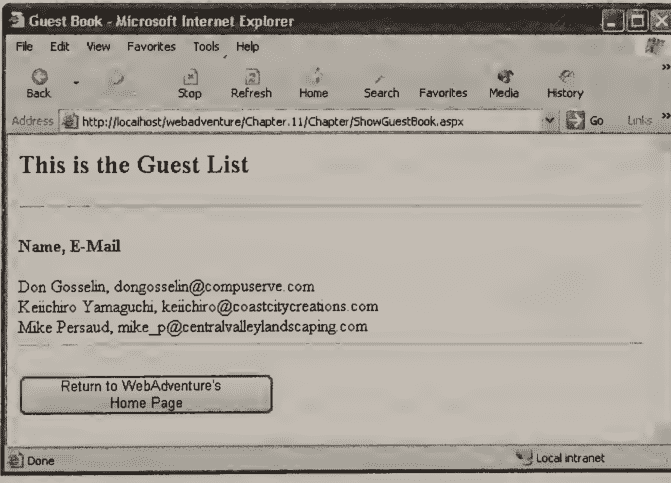 Guest Book - Microsoft Internet Explorer
File Edit View Favorites Tools Help
Back Stop Refresh Home Search Favorites Media History »
Address http://localhost/webadventure/Chapter.11/Chapter/ShowGuestBook.aspx Go Links »
This is the Guest List
Name, E-Mail
Don Gosselin, dongosselin@compuserve.com
Keiichiro Yamaguchi, keiichiro@coastcitycreations.com
Mike Persaud, mike_p@centralvalleylandscaping.com
Return to WebAdventure's
Home Page
Done Local intranet